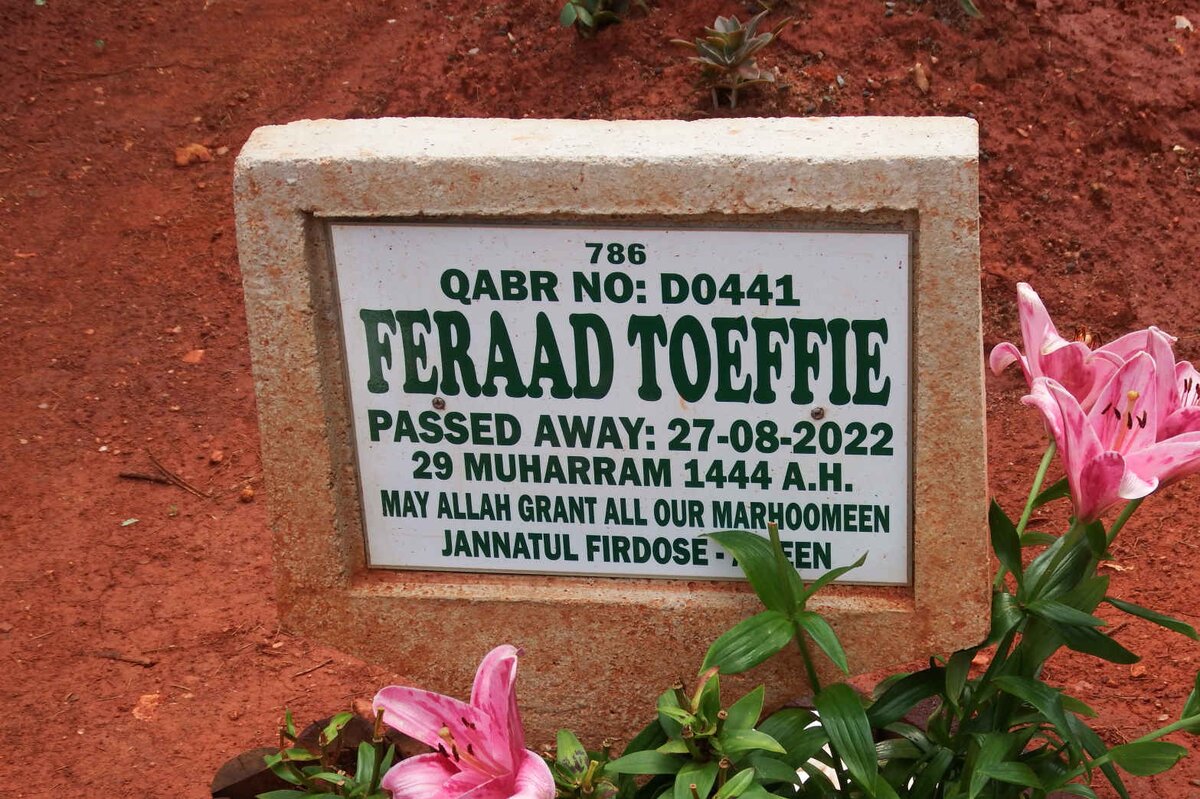 786
QABR NO: D0441
FERAAD TOEFFIE
PASSED AWAY: 27-08-2022
29 MUHARRAM 1444 A.H.
MAY ALLAH GRANT ALL OUR MARHOOMEEN
JANNATUL FIRDOSE -